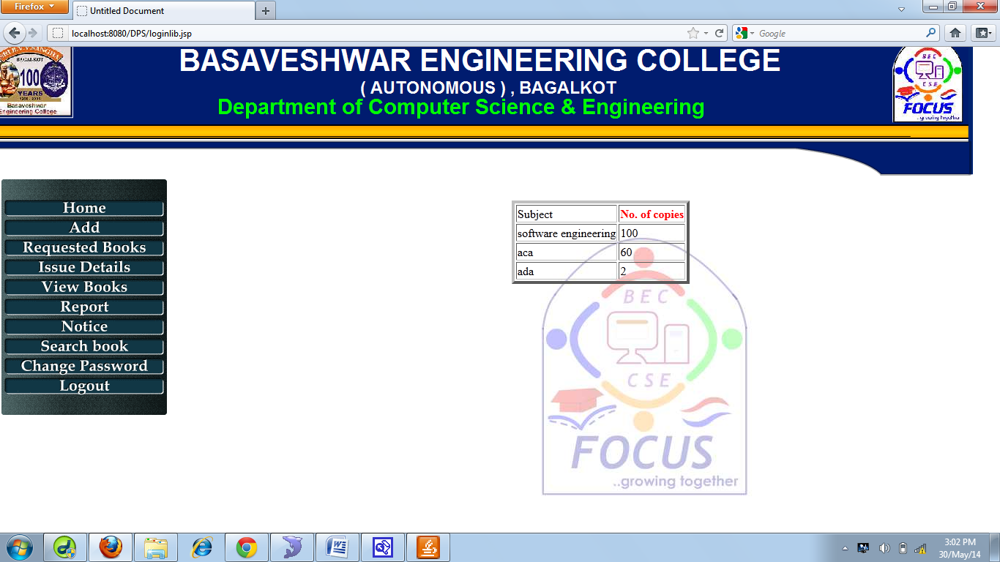 Firefox
Untitled Document
localhost:8080/DPS/loginlib.jsp
Google
BAGALKOT
100
YEARS
Basaveshwar
Engineering College
BASAVESHWAR ENGINEERING COLLEGE
( AUTONOMOUS ) , BAGALKOT
Department of Computer Science & Engineering
BEC
CSE
FOCUS
..growing together
Home
Add
Requested Books
Issue Details
View Books
Report
Notice
Search book
Change Password
Logout
Subject No. of copies
software engineering 100
aca 60
ada 2
BEC
CSE
FOCUS
..growing together
3:02 PM
30/May/14